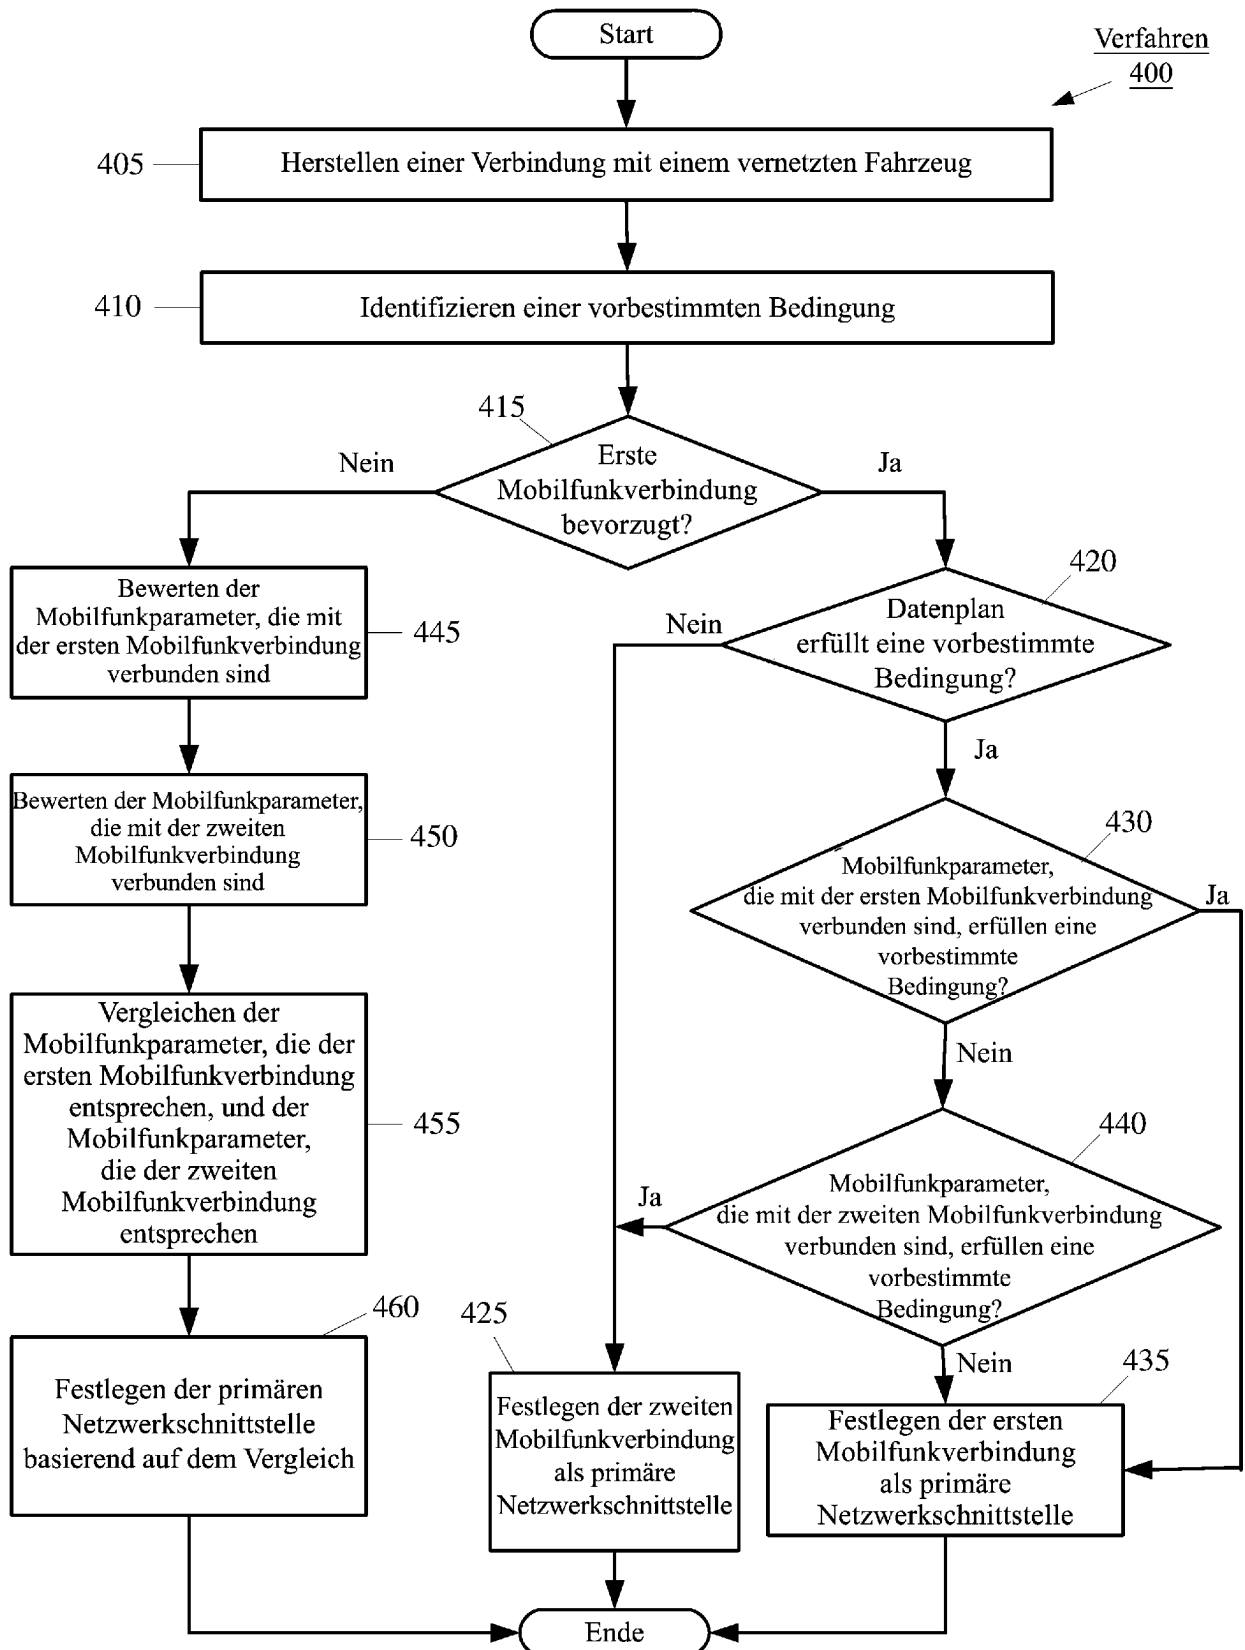 Start
Verfahren
400
405
Herstellen einer Verbindung mit einem vernetzten Fahrzeug
410
Identifizieren einer vorbestimmten Bedingung
415
Erste
Mobilfunkverbindung
bevorzugt?
Nein
Ja
Bewerten der
Mobilfunkparameter, die mit
der ersten Mobilfunkverbindung
verbunden sind
445
420
Datenplan
erfüllt eine vorbestimmte
Bedingung?
Nein
Ja
Bewerten der Mobilfunkparameter,
die mit der zweiten
Mobilfunkverbindung
verbunden sind
450
430
Mobilfunkparameter,
die mit der ersten Mobilfunkverbindung
verbunden sind, erfüllen eine
vorbestimmte
Bedingung?
Ja
Nein
Vergleichen der
Mobilfunkparameter, die der
ersten Mobilfunkverbindung
entsprechen, und der
Mobilfunkparameter,
die der zweiten
Mobilfunkverbindung
entsprechen
455
440
Mobilfunkparameter,
die mit der zweiten Mobilfunkverbindung
verbunden sind, erfüllen eine
vorbestimmte
Bedingung?
Ja
Nein
460
Festlegen der primären
Netzwerkschnittstelle
basierend auf dem Vergleich
425
Festlegen der zweiten
Mobilfunkverbindung
als primäre
Netzwerkschnittstelle
435
Festlegen der ersten
Mobilfunkverbindung
als primäre
Netzwerkschnittstelle
Ende